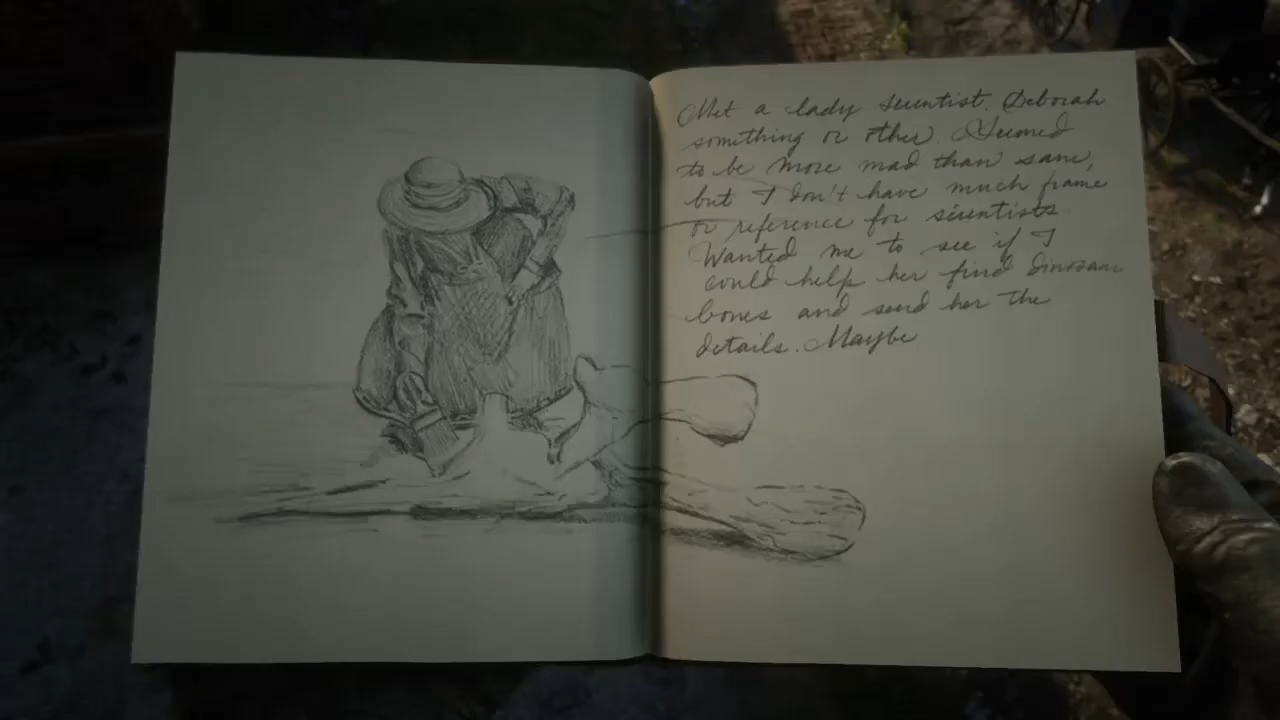 Met a lady scientist. Deborah
something or other. Seemed
to be more mad than sane,
but I don't have much frame
or reference for scientists
Wanted me to see if I
could help her find dinosaur
bones and send her the
details. Maybe